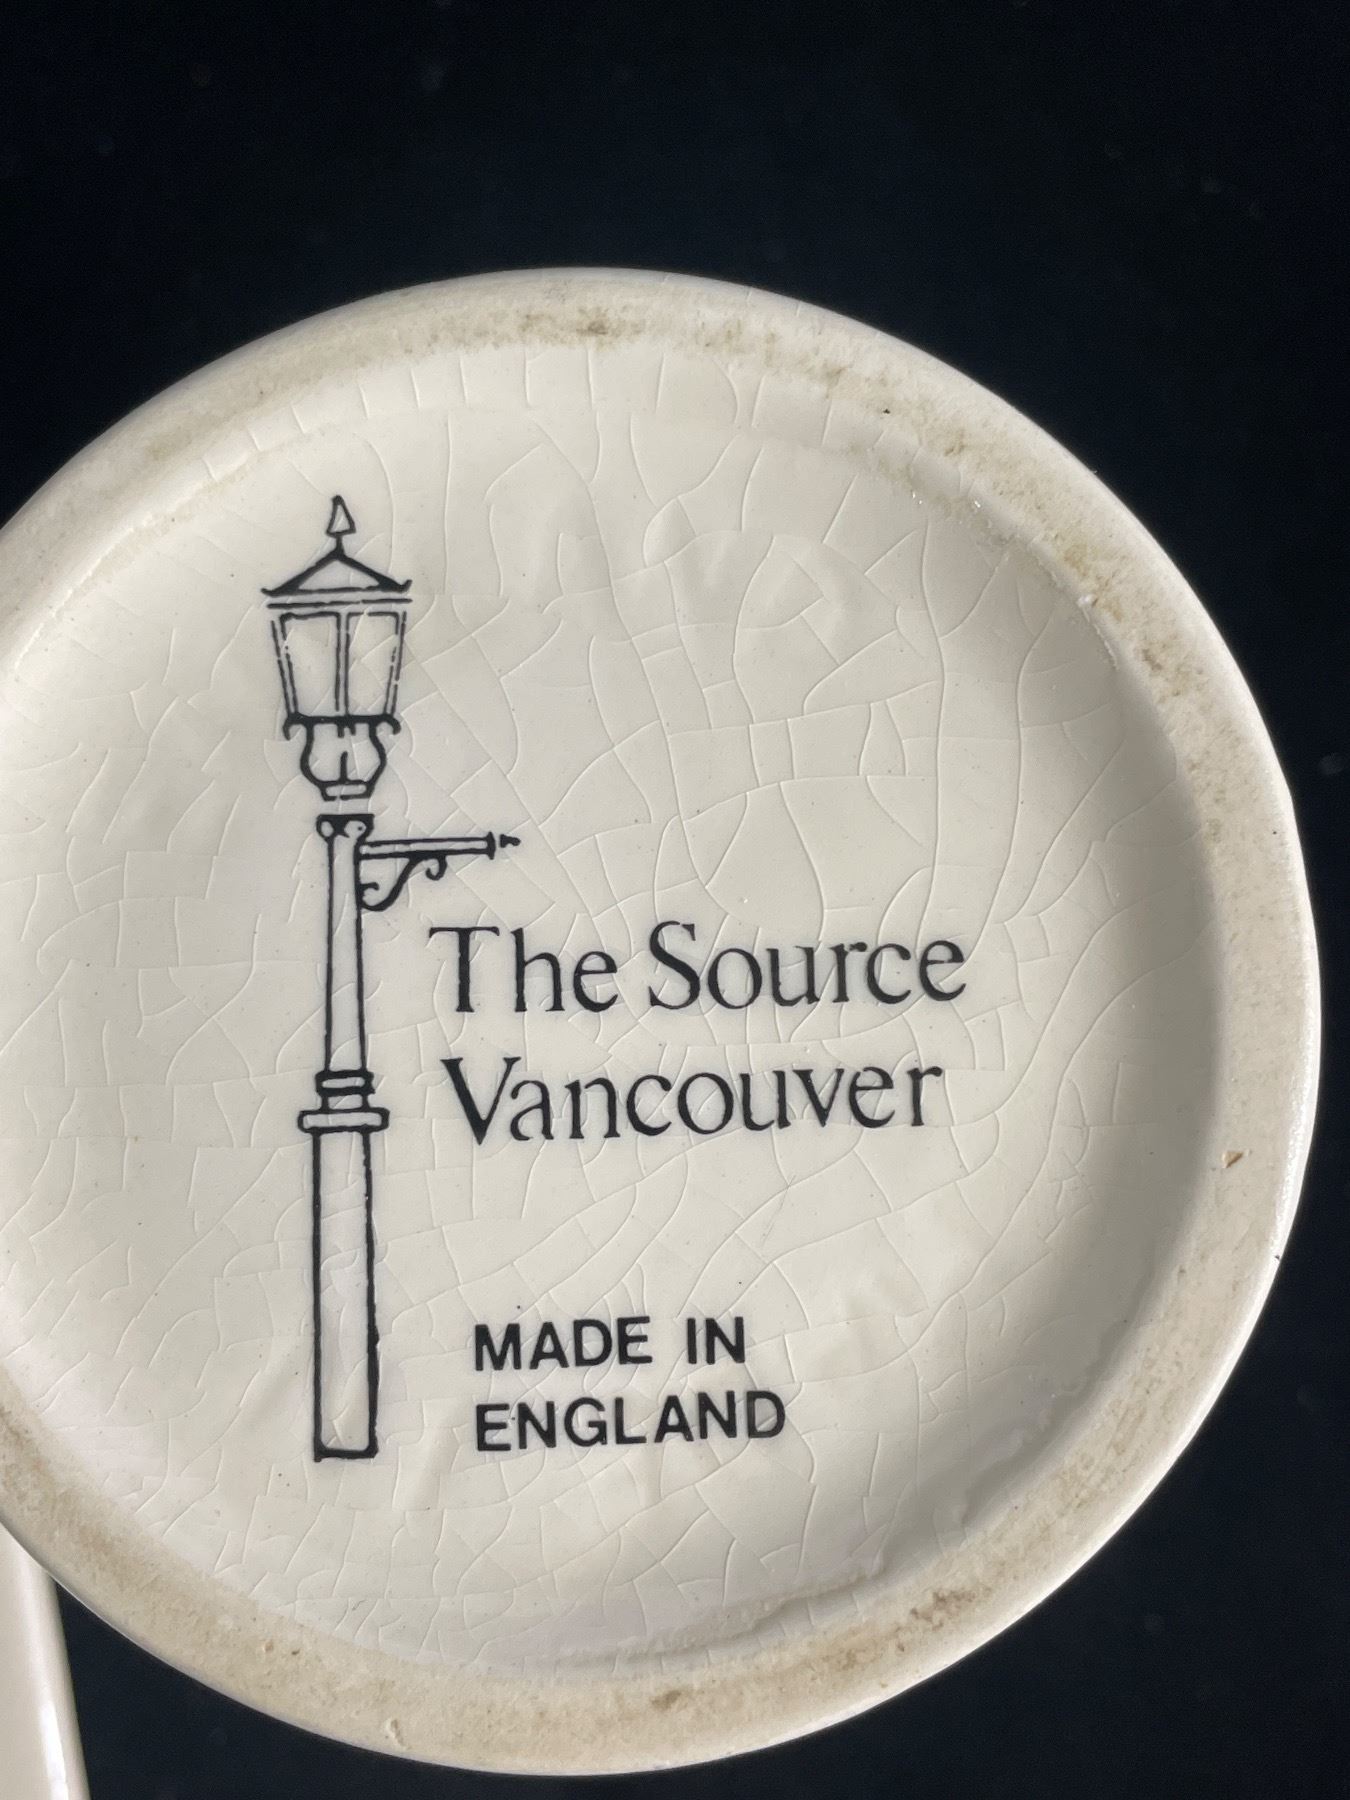 The Source
Vancouver
MADE IN
ENGLAND